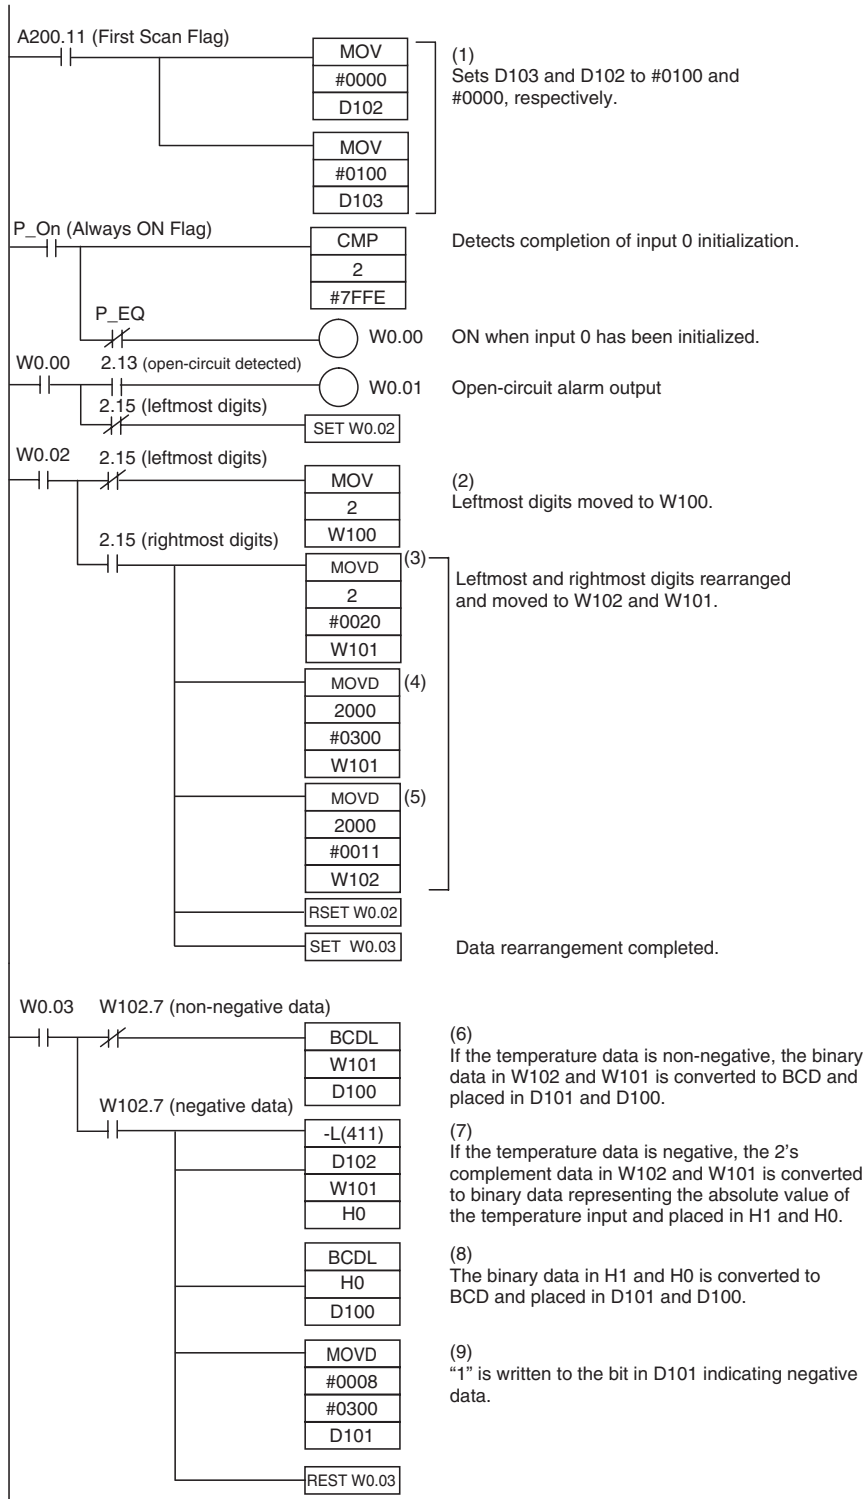 A200.11 (First Scan Flag)
MOV
#0000
D102
(1)
Sets D103 and D102 to #0100 and
#0000, respectively.
MOV
#0100
D103
P_On (Always ON Flag)
CMP
2
#7FFE
Detects completion of input 0 initialization.
P_EQ
W0.00
ON when input 0 has been initialized.
W0.00
2.13 (open-circuit detected)
W0.01
Open-circuit alarm output
2.15 (leftmost digits)
SET W0.02
W0.02
2.15 (leftmost digits)
MOV
2
W100
(2)
Leftmost digits moved to W100.
2.15 (rightmost digits)
MOVD
2
#0020
W101
(3)
Leftmost and rightmost digits rearranged
and moved to W102 and W101.
MOVD
2000
#0300
W101
(4)
MOVD
2000
#0011
W102
(5)
RSET W0.02
SET W0.03
Data rearrangement completed.
W0.03
W102.7 (non-negative data)
BCDL
W101
D100
(6)
If the temperature data is non-negative, the binary
data in W102 and W101 is converted to BCD and
placed in D101 and D100.
W102.7 (negative data)
-L(411)
D102
W101
H0
(7)
If the temperature data is negative, the 2's
complement data in W102 and W101 is converted
to binary data representing the absolute value of
the temperature input and placed in H1 and H0.
BCDL
H0
D100
(8)
The binary data in H1 and H0 is converted to
BCD and placed in D101 and D100.
MOVD
#0008
#0300
D101
(9)
“1” is written to the bit in D101 indicating negative
data.
REST W0.03